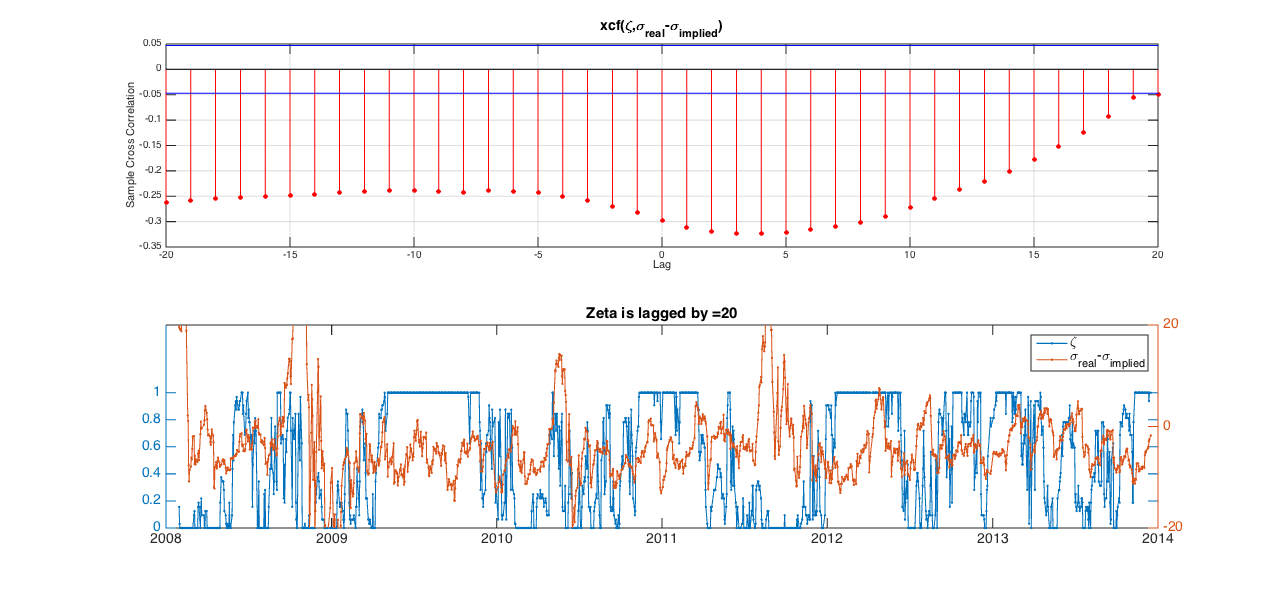 xcf(ζ,σreal-σimplied)
0.05
0
-0.05
-0.1
-0.15
-0.2
-0.25
-0.3
-0.35
Sample Cross Correlation
-20 -15 -10 -5 0 5 10 15 20
Lag
Zeta is lagged by =20
1
0.8
0.6
0.4
0.2
0
20
0
-20
ζ
σreal-σimplied
2008 2009 2010 2011 2012 2013 2014